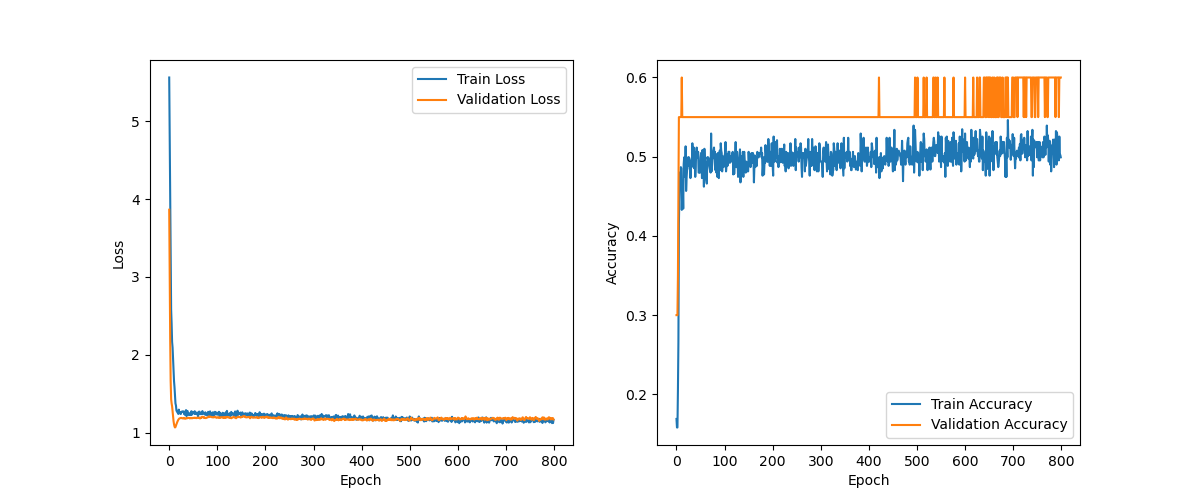 Train Loss
Validation Loss
5
4
3
2
1
Loss
0 100 200 300 400 500 600 700 800
Epoch
0.6
0.5
0.4
0.3
0.2
Accuracy
Train Accuracy
Validation Accuracy
0 100 200 300 400 500 600 700 800
Epoch